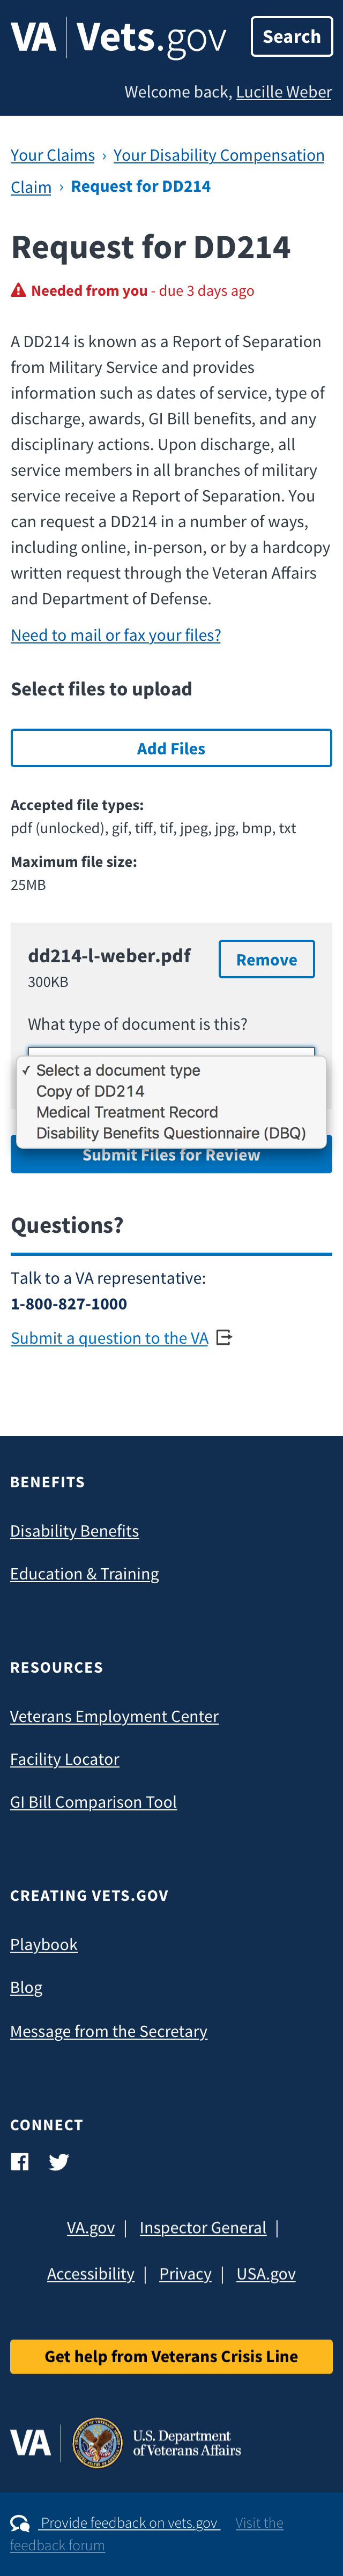 VA | Vets.gov
Search
Welcome back, Lucille Weber
Your Claims › Your Disability Compensation
Claim › Request for DD214
Request for DD214
Needed from you - due 3 days ago
A DD214 is known as a Report of Separation
from Military Service and provides
information such as dates of service, type of
discharge, awards, GI Bill benefits, and any
disciplinary actions. Upon discharge, all
service members in all branches of military
service receive a Report of Separation. You
can request a DD214 in a number of ways,
including online, in-person, or by a hardcopy
written request through the Veteran Affairs
and Department of Defense.
Need to mail or fax your files?
Select files to upload
Add Files
Accepted file types:
pdf (unlocked), gif, tiff, tif, jpeg, jpg, bmp, txt
Maximum file size:
25MB
dd214-l-weber.pdf
Remove
300KB
What type of document is this?
✓ Select a document type
Copy of DD214
Medical Treatment Record
Disability Benefits Questionnaire (DBQ)
Submit Files for Review
Questions?
Talk to a VA representative:
1-800-827-1000
Submit a question to the VA
BENEFITS
Disability Benefits
Education & Training
RESOURCES
Veterans Employment Center
Facility Locator
GI Bill Comparison Tool
CREATING VETS.GOV
Playbook
Blog
Message from the Secretary
CONNECT
VA.gov | Inspector General |
Accessibility | Privacy | USA.gov
Get help from Veterans Crisis Line
VA
U.S. Department
of Veterans Affairs
Provide feedback on vets.gov Visit the
feedback forum